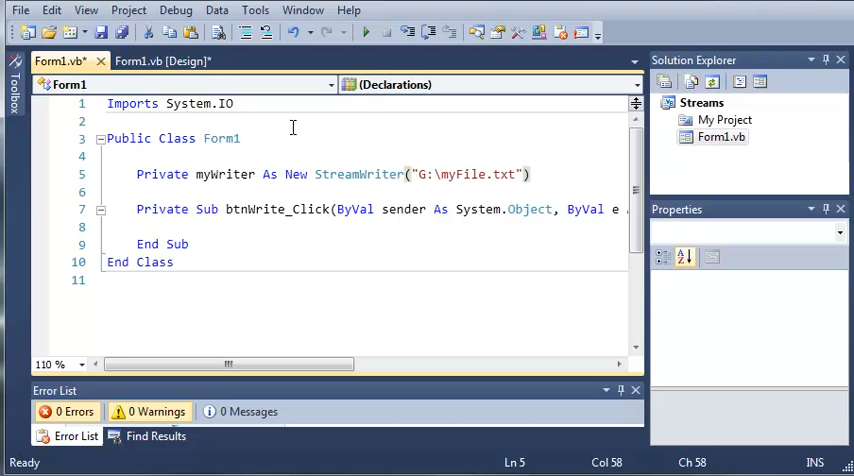 File Edit View Project Debug Data Tools Window Help
Form1.vb* Form1.vb [Design]*
Form1 (Declarations)
1 Imports System.IO
2
3 Public Class Form1
4
5 Private myWriter As New StreamWriter("G:\myFile.txt")
6
7 Private Sub btnWrite_Click(ByVal sender As System.Object, ByVal e
8
9 End Sub
10 End Class
11
110 %
Toolbox
Error List
0 Errors 0 Warnings 0 Messages
Error List Find Results
Solution Explorer
Streams
My Project
Form1.vb
Properties
Ready Ln 5 Col 58 Ch 58 INS